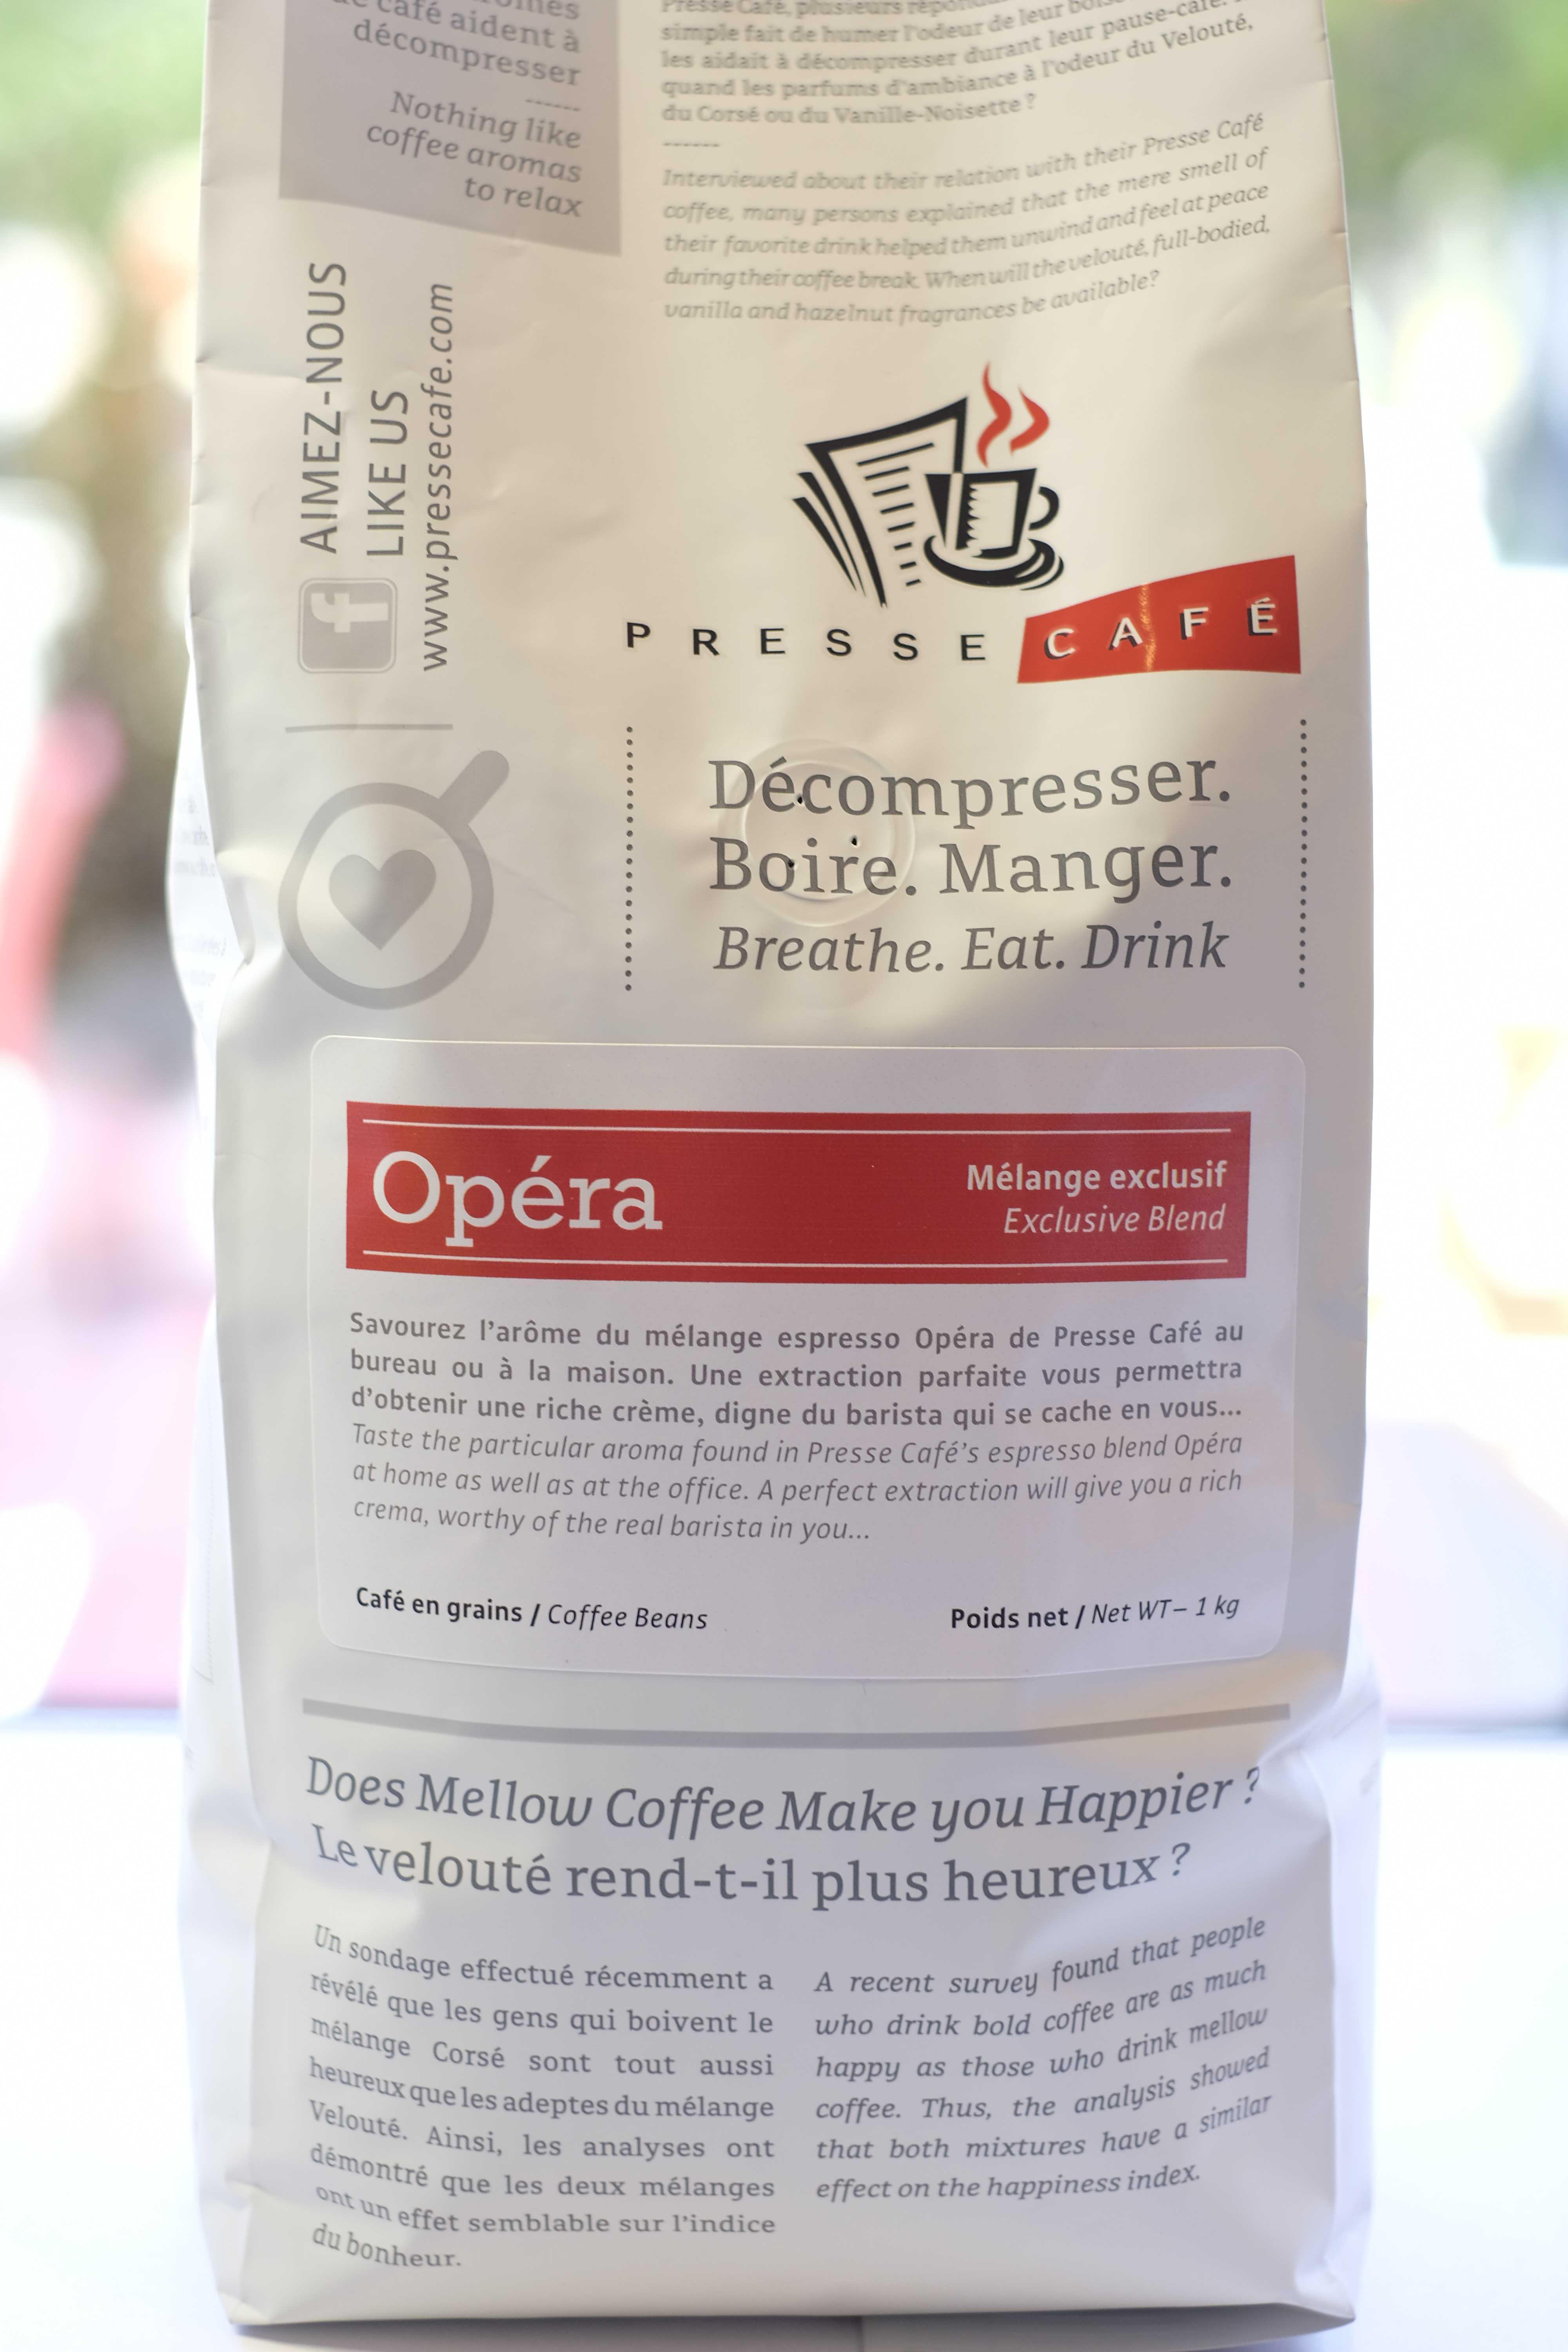 café aident à
décompresser
Nothing like
coffee aromas
to relax
Presse Café, plusieurs
simple fait de humer l'odeur de leur
les aidait à décompresser durant leur pause-café.
quand les parfums d'ambiance à l'odeur du Velouté,
du Corsé ou du Vanille-Noisette ?
Interviewed about their relation with their Presse Café
coffee, many persons explained that the mere smell of
their favorite drink helped them unwind and feel at peace
during their coffee break. When will the velouté, full-bodied,
vanilla and hazelnut fragrances be available?
f
AIMEZ-NOUS
LIKE US
www.pressecafe.com
PRESSE CAFÉ
Décompresser.
Boire. Manger.
Breathe. Eat. Drink
Opéra
Mélange exclusif
Exclusive Blend
Savourez l'arôme du mélange espresso Opéra de Presse Café au
bureau ou à la maison. Une extraction parfaite vous permettra
d'obtenir une riche crème, digne du barista qui se cache en vous...
Taste the particular aroma found in Presse Café's espresso blend Opéra
at home as well as at the office. A perfect extraction will give you a rich
crema, worthy of the real barista in you...
Café en grains / Coffee Beans
Poids net / Net WT– 1 kg
Does Mellow Coffee Make you Happier ?
Le velouté rend-t-il plus heureux ?
Un sondage effectué récemment a
révélé que les gens qui boivent le
mélange Corsé sont tout aussi
heureux que les adeptes du mélange
Velouté. Ainsi, les analyses ont
démontré que les deux mélanges
ont un effet semblable sur l'indice
du bonheur.
A recent survey found that people
who drink bold coffee are as much
happy as those who drink mellow
coffee. Thus, the analysis showed
that both mixtures have a similar
effect on the happiness index.